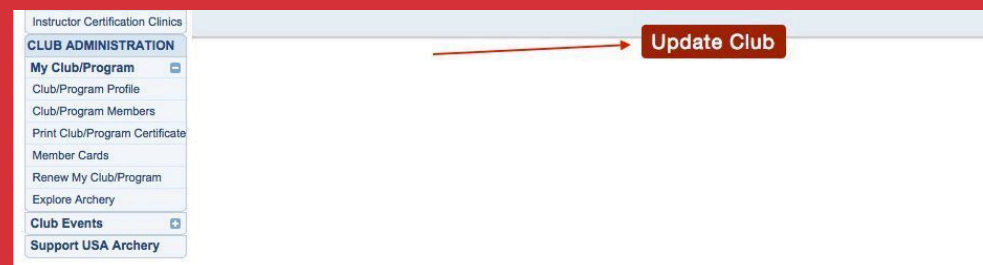 Instructor Certification Clinics
CLUB ADMINISTRATION
My Club/Program
Club/Program Profile
Club/Program Members
Print Club/Program Certificate
Member Cards
Renew My Club/Program
Explore Archery
Club Events
Support USA Archery
Update Club